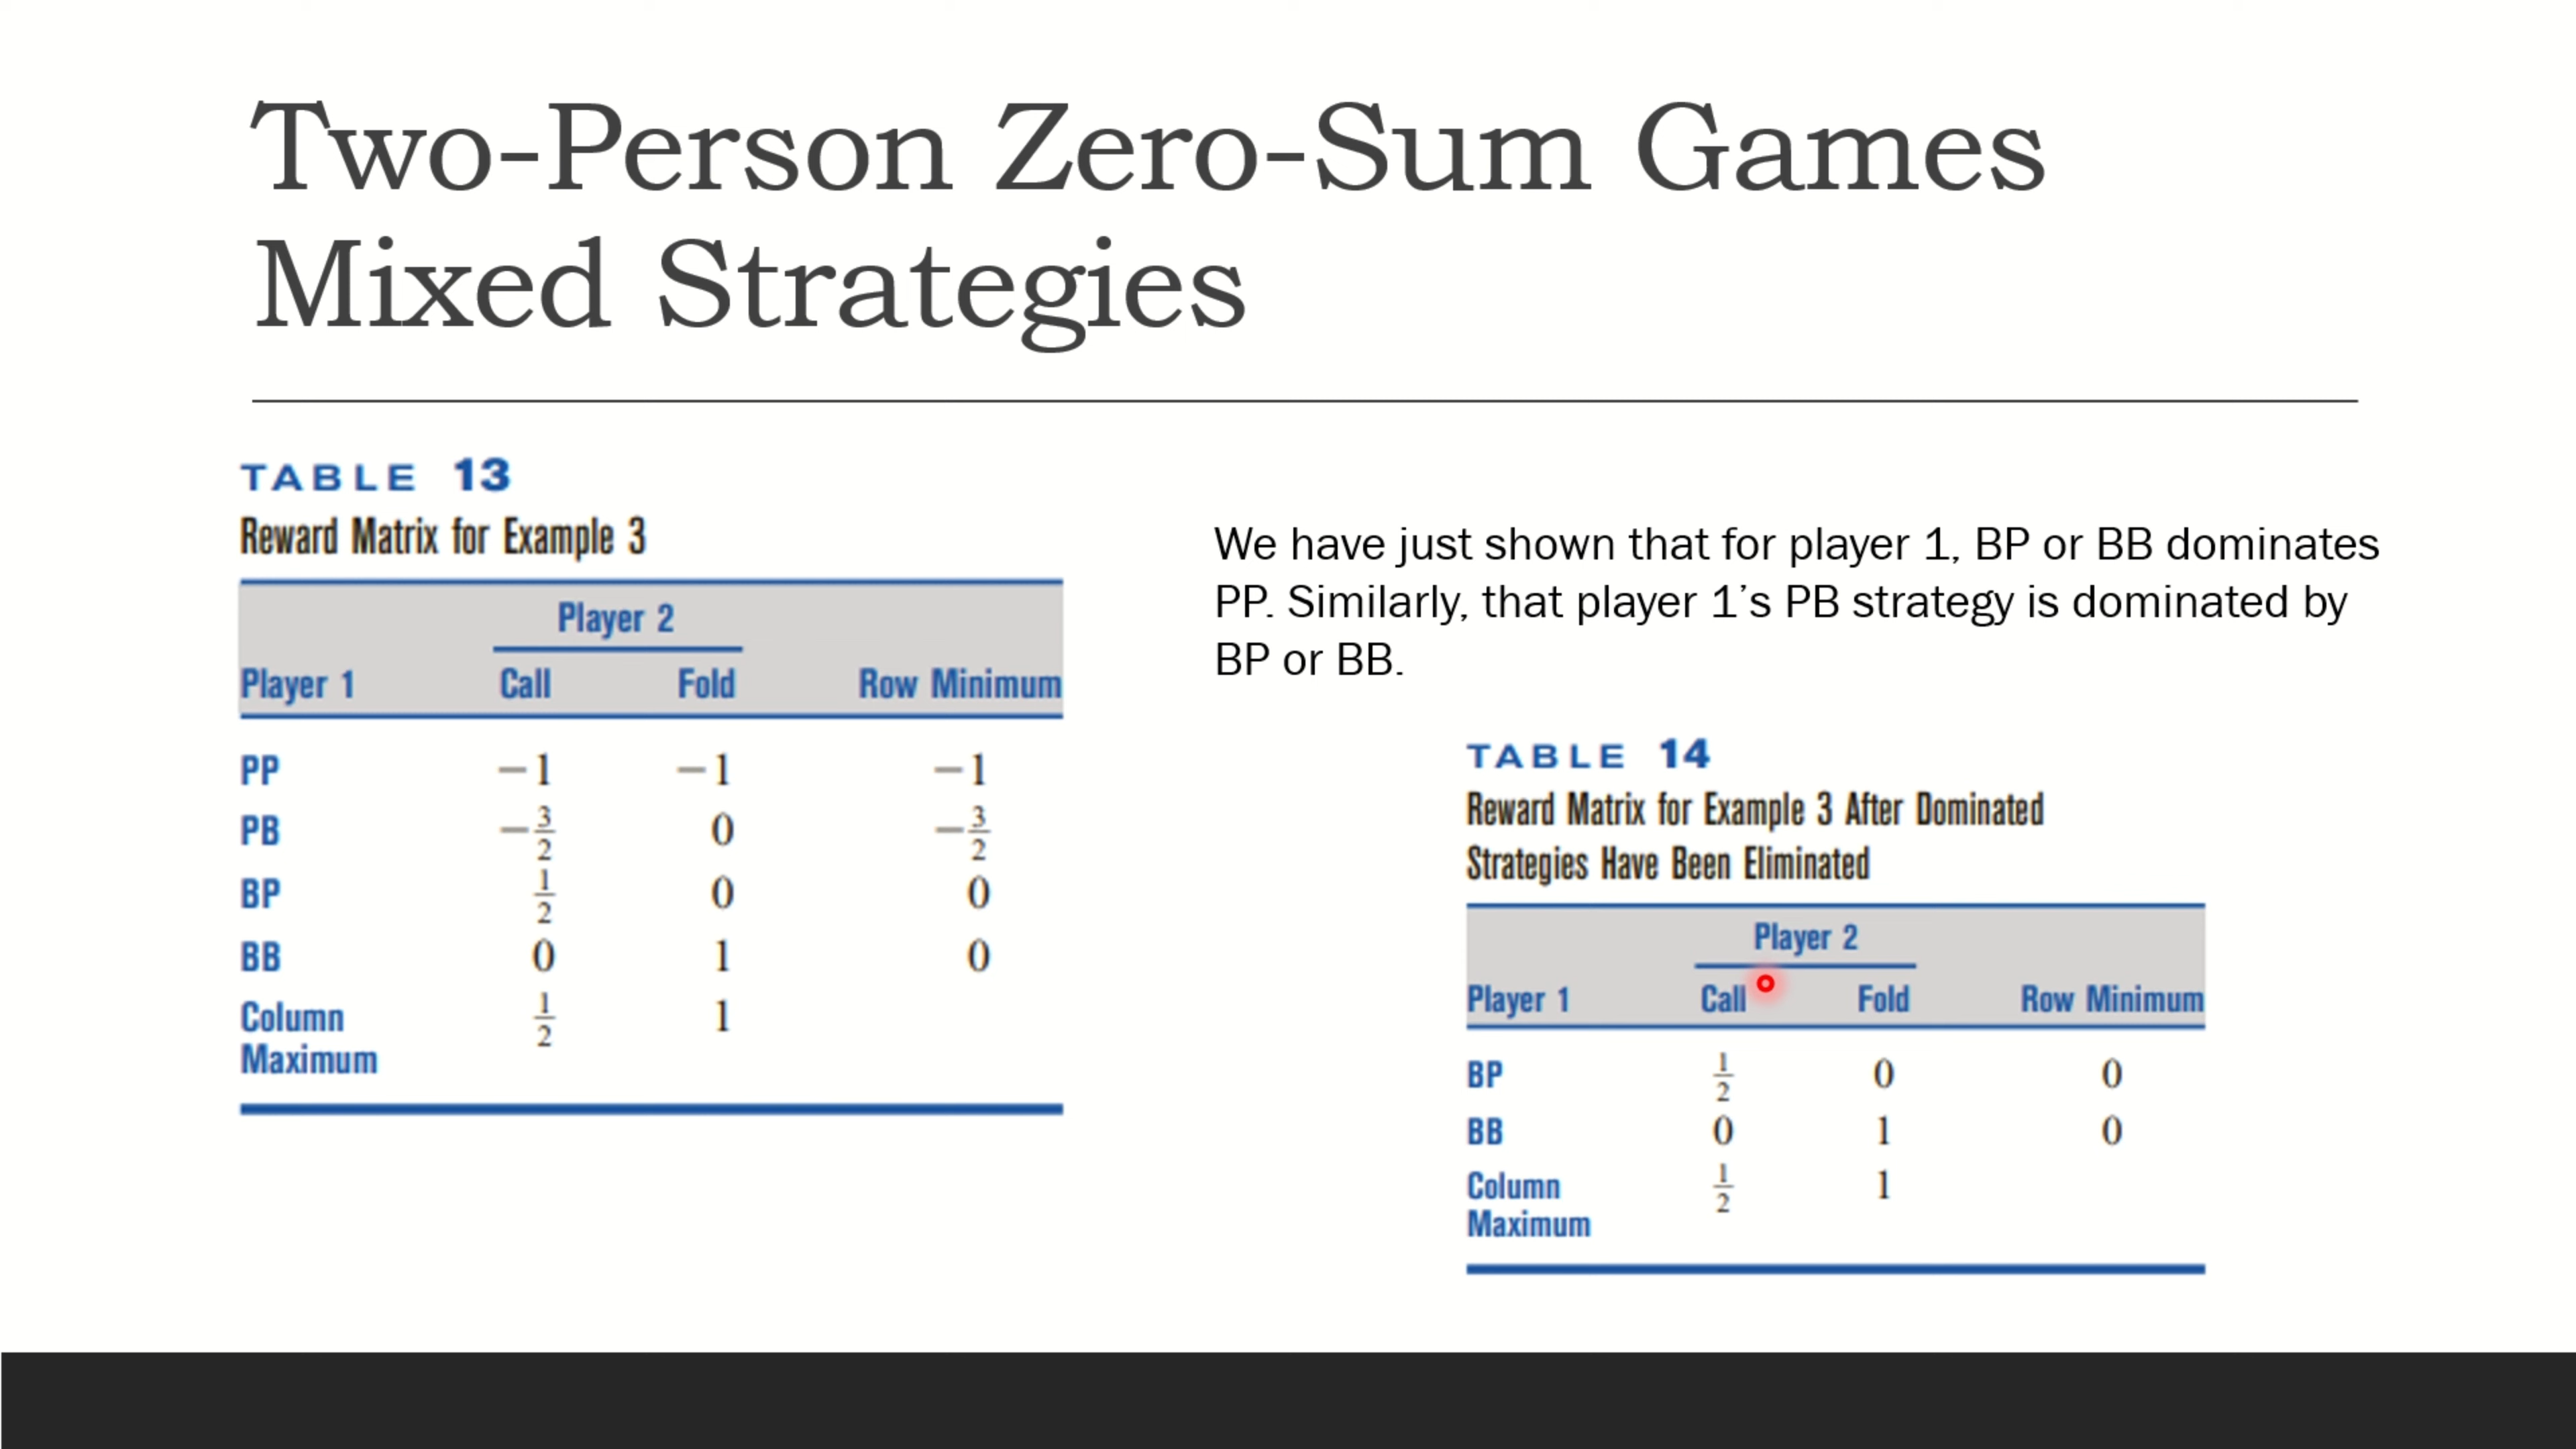 Two-Person Zero-Sum Games
Mixed Strategies
TABLE 13
Reward Matrix for Example 3
Player 2
Player 1 Call Fold Row Minimum
PP −1 −1 −1
PB −3/2 0 −3/2
BP 1/2 0 0
BB 0 1 0
Column 1/2 1
Maximum
We have just shown that for player 1, BP or BB dominates
PP. Similarly, that player 1’s PB strategy is dominated by
BP or BB.
TABLE 14
Reward Matrix for Example 3 After Dominated
Strategies Have Been Eliminated
Player 2
Player 1 Call Fold Row Minimum
BP 1/2 0 0
BB 0 1 0
Column 1/2 1
Maximum